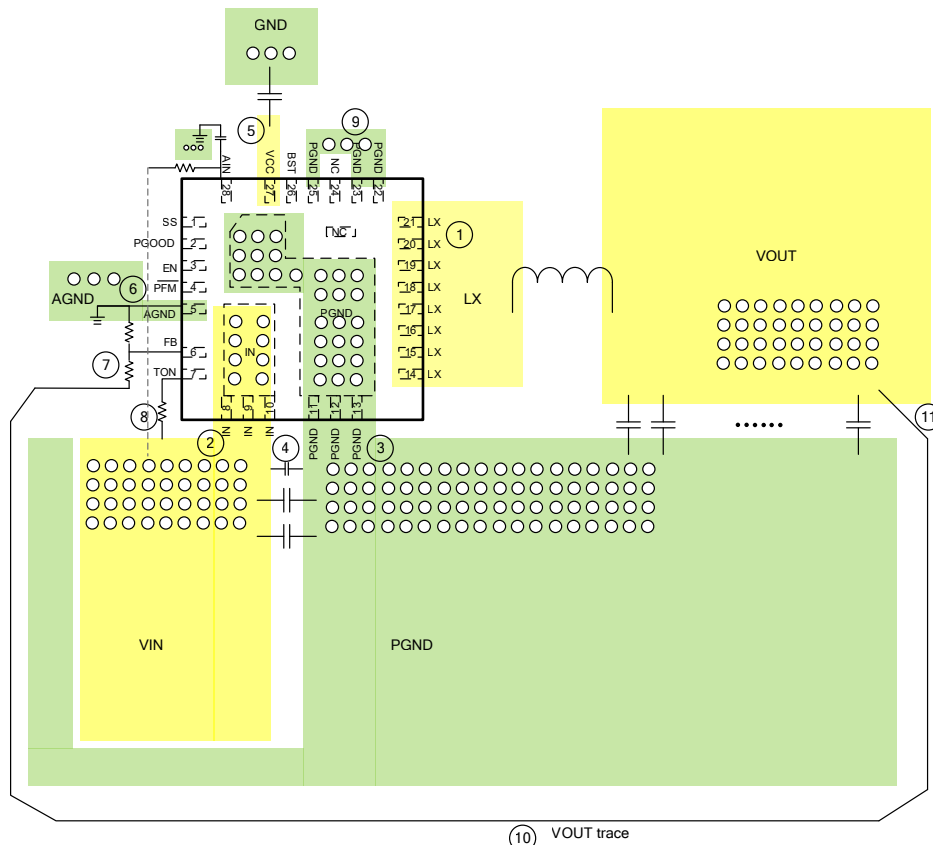 GND
5
9
AIN
VCC
BST
PGND
NC
PGND
PGND
28
27
26
25
24
23
22
SS 1
PGOOD 2
EN 3
PFM 4
AGND 5
FB 6
TON 7
AGND
6
7
8
NC
PGND
IN
21 LX
20 LX
19 LX
18 LX
17 LX
16 LX
15 LX
14 LX
1
LX
VOUT
8
9
10
11
12
13
IN
IN
IN
PGND
PGND
PGND
2
4
3
11
VIN
PGND
10 VOUT trace